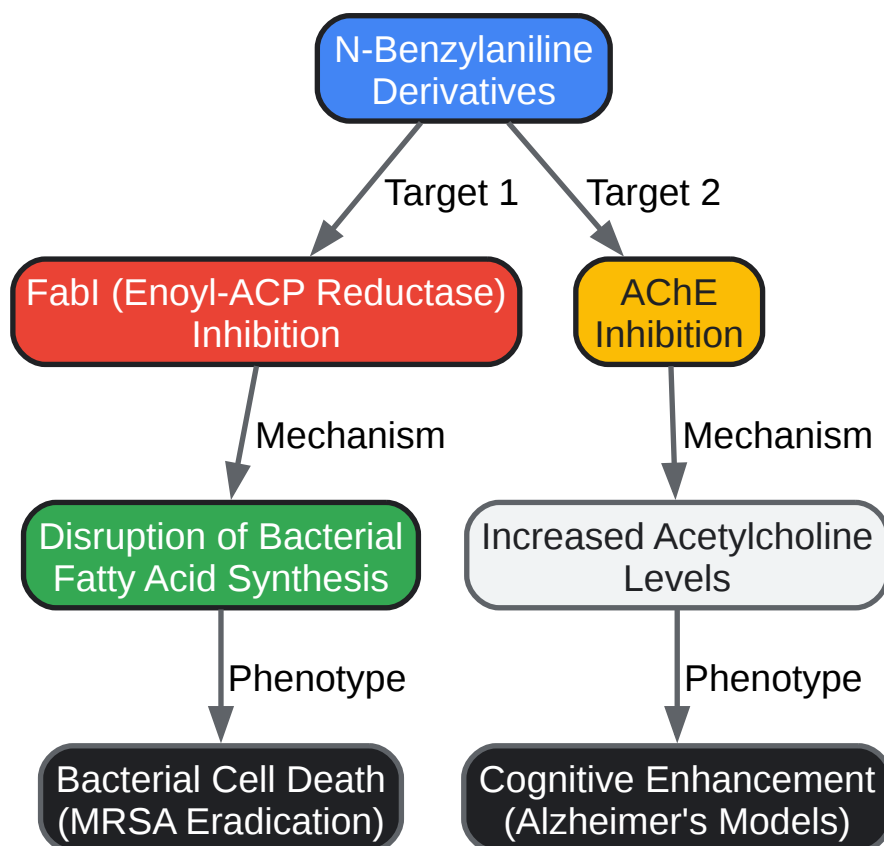 N-Benzylaniline
Derivatives
Target 1
Target 2
FabI (Enoyl-ACP Reductase)
Inhibition
AChE
Inhibition
Mechanism
Mechanism
Disruption of Bacterial
Fatty Acid Synthesis
Increased Acetylcholine
Levels
Phenotype
Phenotype
Bacterial Cell Death
(MRSA Eradication)
Cognitive Enhancement
(Alzheimer's Models)